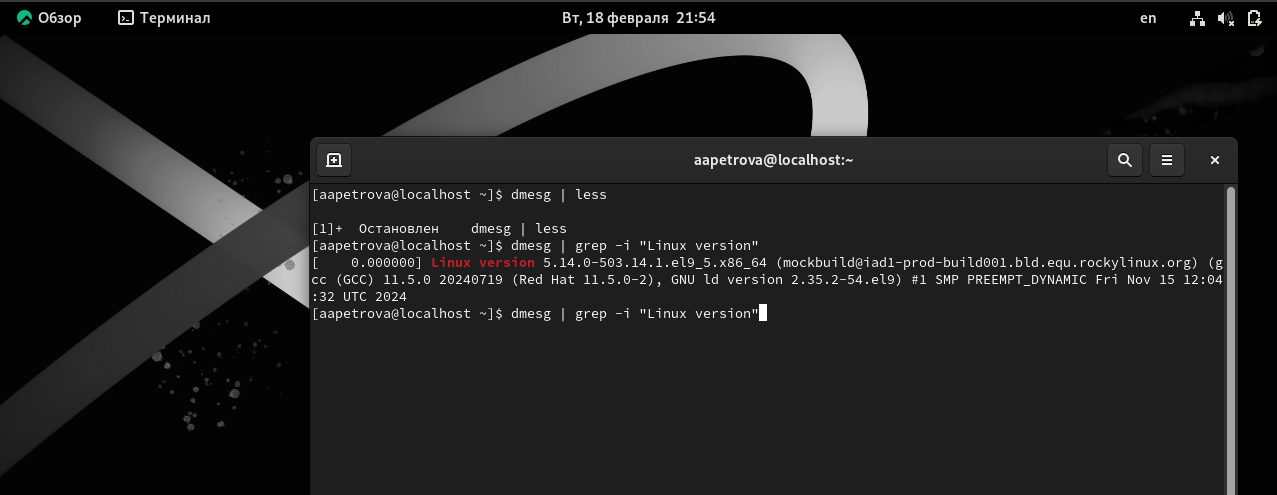 Обзор Терминал Вт, 18 февраля 21:54 en
aapetrova@localhost:~
[aapetrova@localhost ~]$ dmesg | less
[1]+  Остановлен    dmesg | less
[aapetrova@localhost ~]$ dmesg | grep -i "Linux version"
[    0.000000] Linux version 5.14.0-503.14.1.el9_5.x86_64 (mockbuild@iad1-prod-build001.bld.equ.rockylinux.org) (g
cc (GCC) 11.5.0 20240719 (Red Hat 11.5.0-2), GNU ld version 2.35.2-54.el9) #1 SMP PREEMPT_DYNAMIC Fri Nov 15 12:04
:32 UTC 2024
[aapetrova@localhost ~]$ dmesg | grep -i "Linux version"